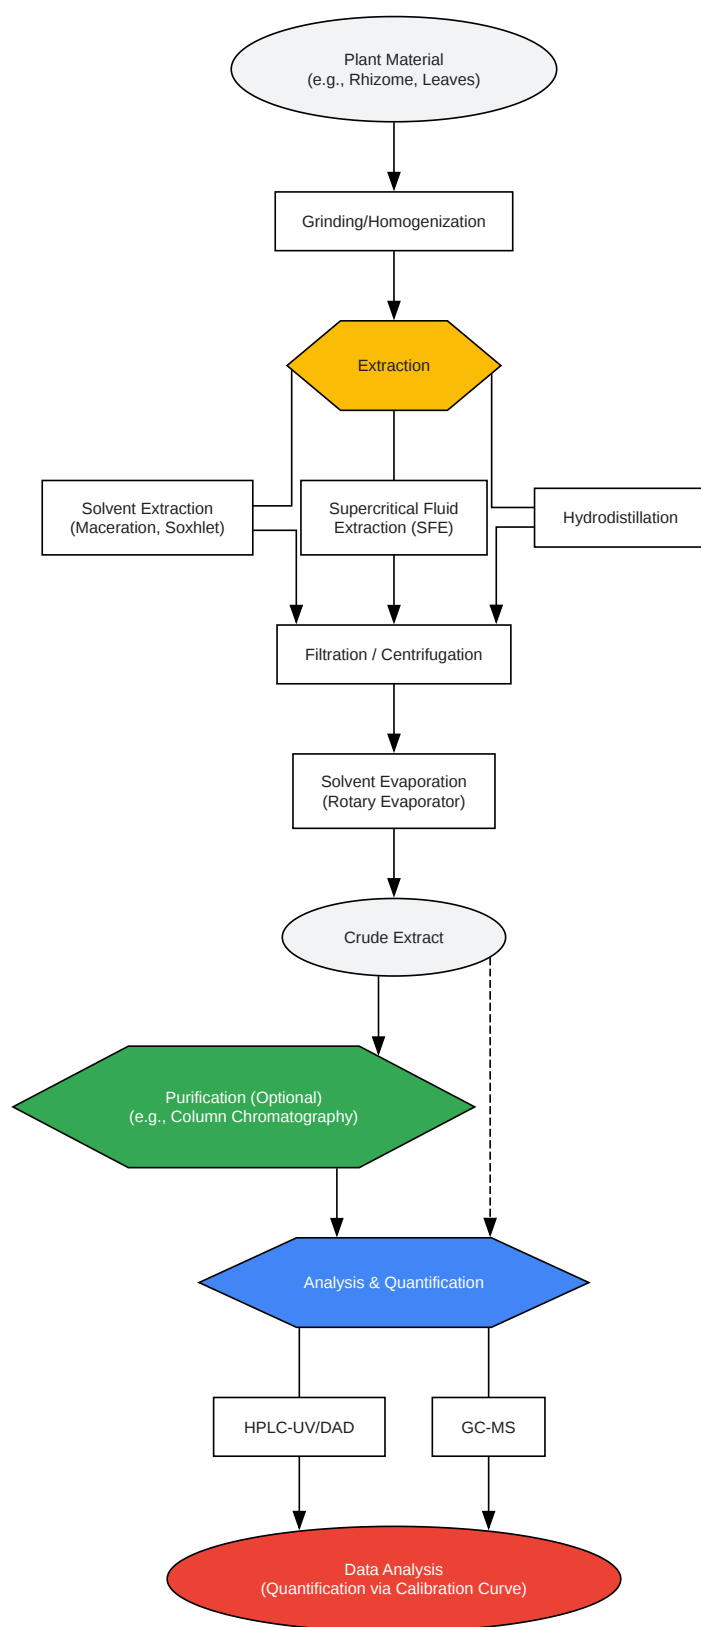 Plant Material
(e.g., Rhizome, Leaves)
Grinding/Homogenization
Extraction
Solvent Extraction
(Maceration, Soxhlet)
Supercritical Fluid
Extraction (SFE)
Hydrodistillation
Filtration / Centrifugation
Solvent Evaporation
(Rotary Evaporator)
Crude Extract
Purification (Optional)
(e.g., Column Chromatography)
Analysis & Quantification
HPLC-UV/DAD
GC-MS
Data Analysis
(Quantification via Calibration Curve)